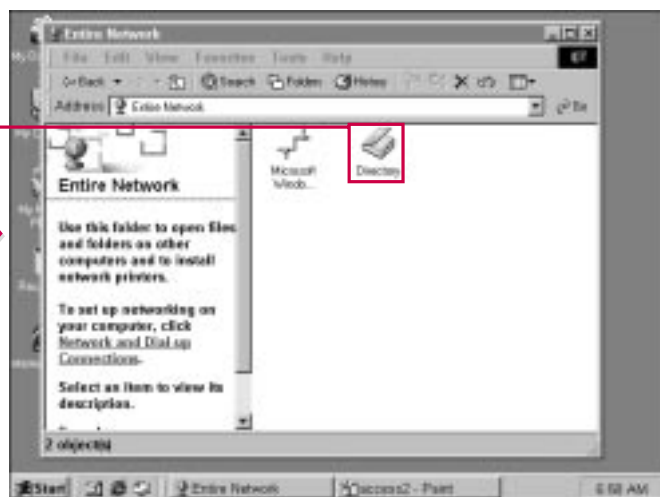 Entire Network
File Edit View Favorites Tools Help
Back Search Folders History
Address Entire Network Go
Entire Network
Use this folder to open files
and folders on other
computers and to install
network printers.
To set up networking on
your computer, click
Network and Dial up
Connections.
Select an item to view its
description.
Microsoft
Windo...
Directory
2 object(s)
Start Entire Network access2 - Paint 6:58 AM